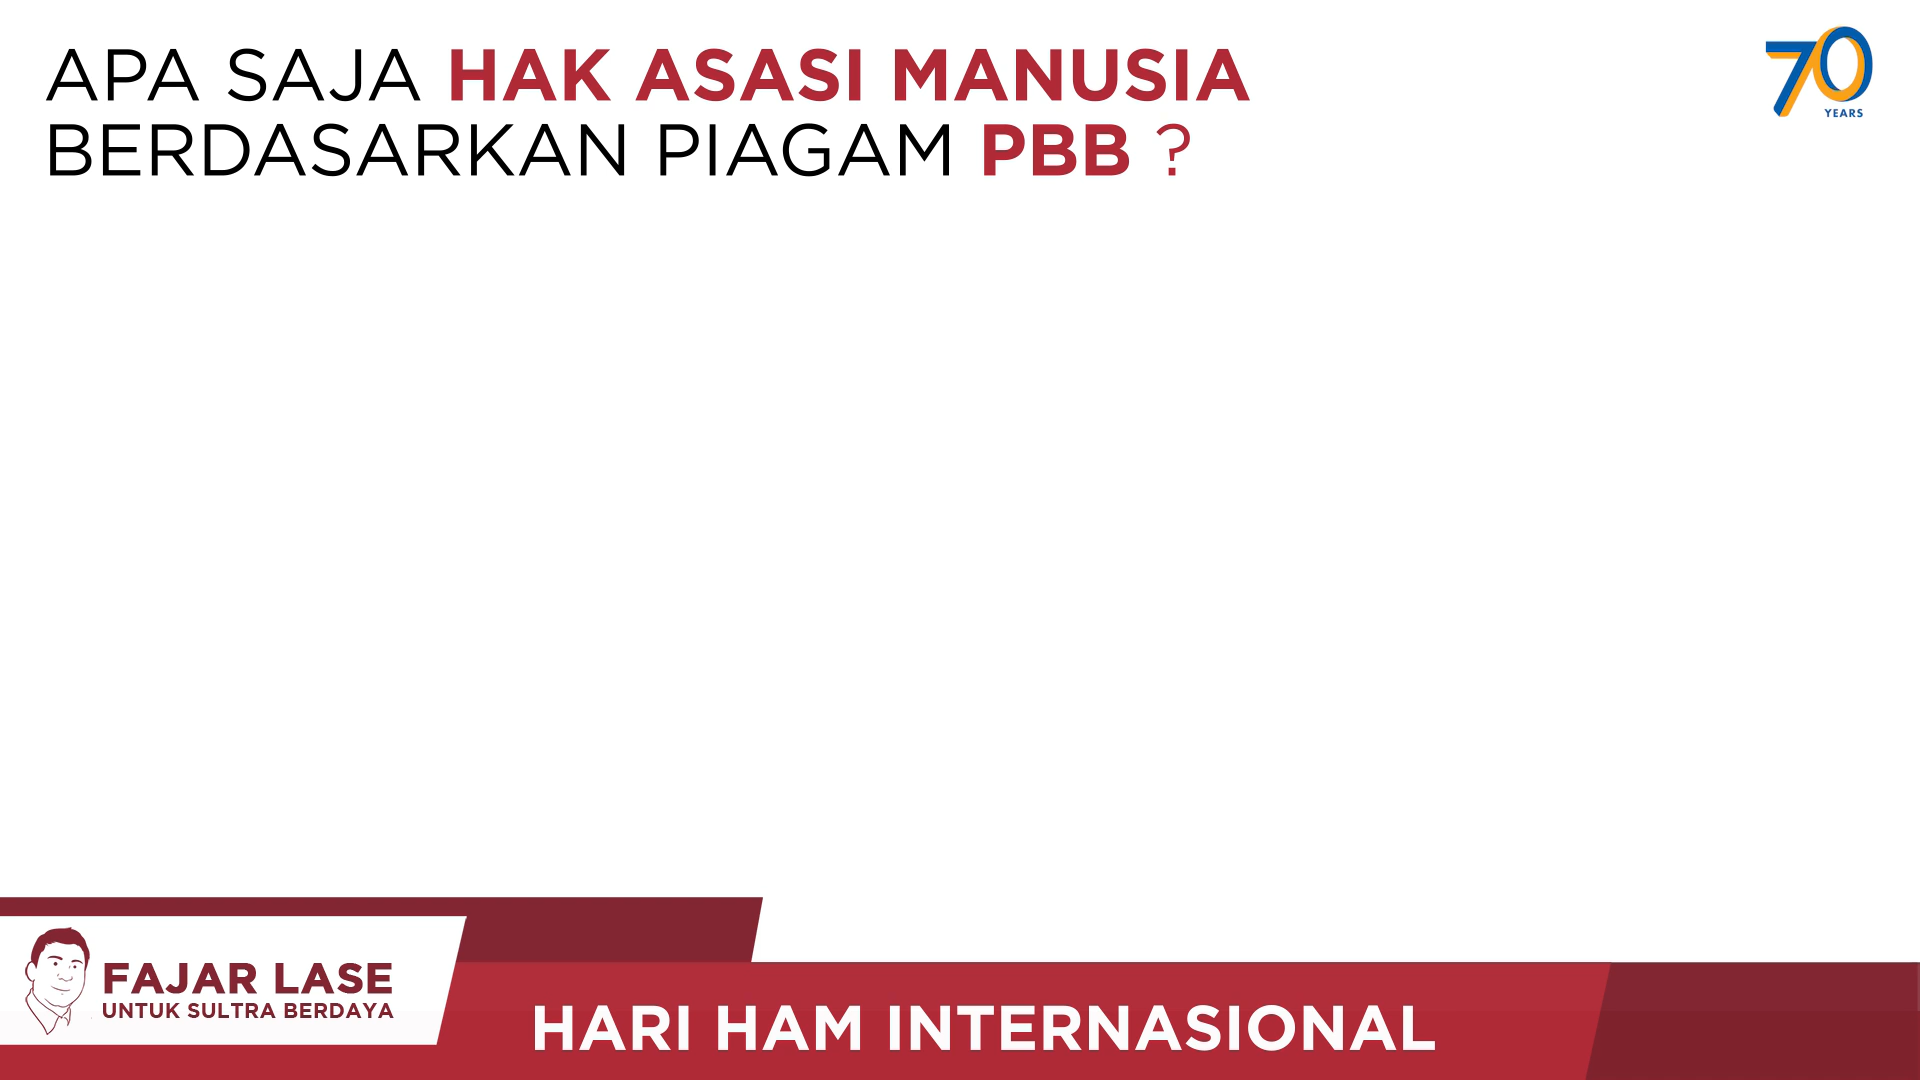 APA SAJA HAK ASASI MANUSIA
BERDASARKAN PIAGAM PBB ?
70
YEARS
FAJAR LASE
UNTUK SULTRA BERDAYA
HARI HAM INTERNASIONAL